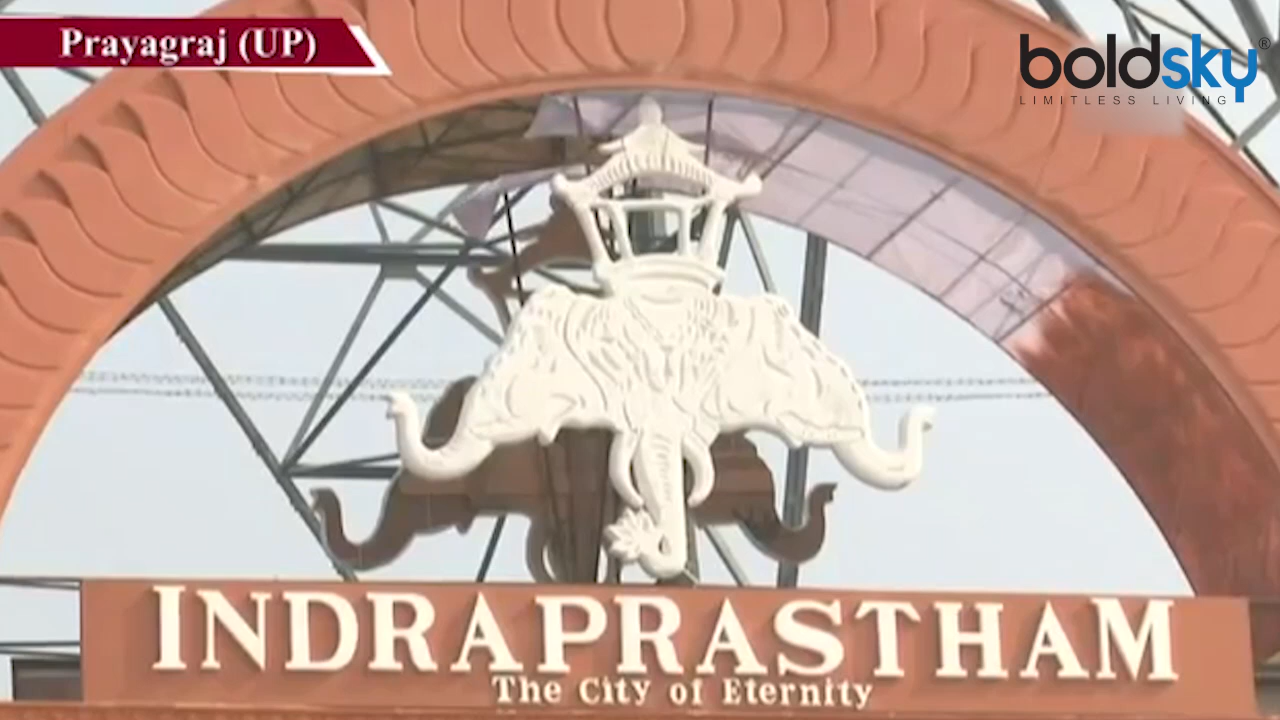 Prayagraj (UP)
boldsky®
LIMITLESS LIVING
INDRAPRASTHAM
The City of Eternity